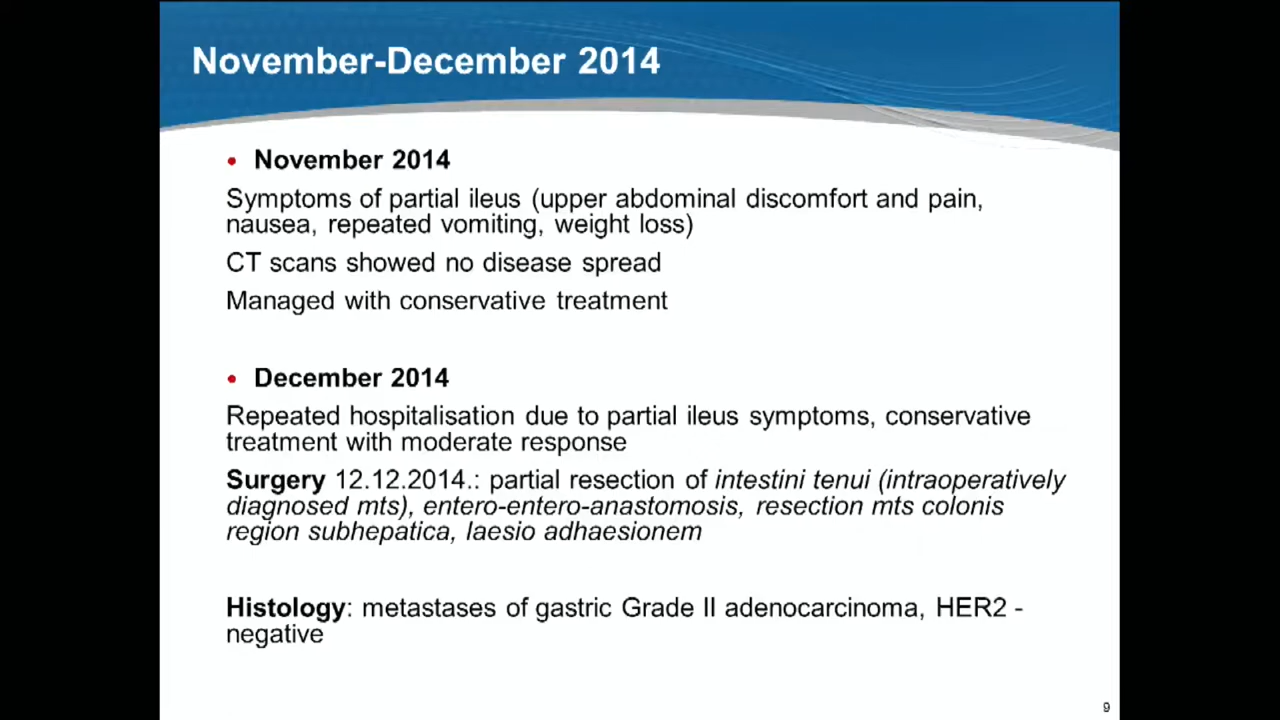 November-December 2014
• November 2014
Symptoms of partial ileus (upper abdominal discomfort and pain,
nausea, repeated vomiting, weight loss)
CT scans showed no disease spread
Managed with conservative treatment
• December 2014
Repeated hospitalisation due to partial ileus symptoms, conservative
treatment with moderate response
Surgery 12.12.2014.: partial resection of intestini tenui (intraoperatively
diagnosed mts), entero-entero-anastomosis, resection mts colonis
region subhepatica, laesio adhaesionem
Histology: metastases of gastric Grade II adenocarcinoma, HER2 -
negative
9